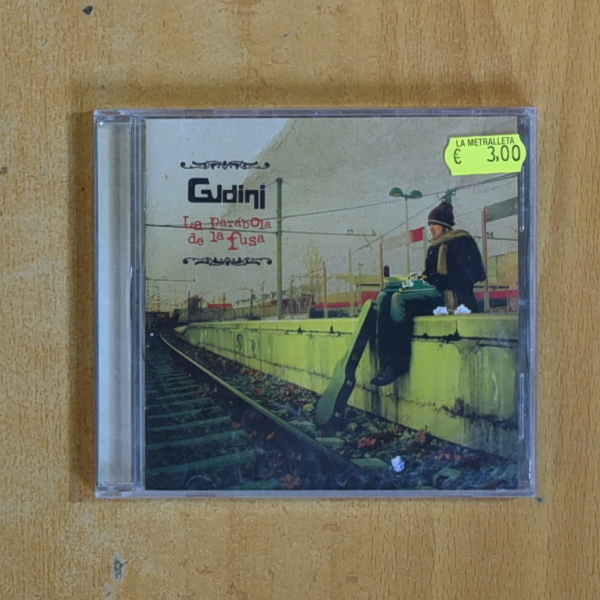 Gudini
La parábola
de la fusa
LA METRALLETA
€ 3,00